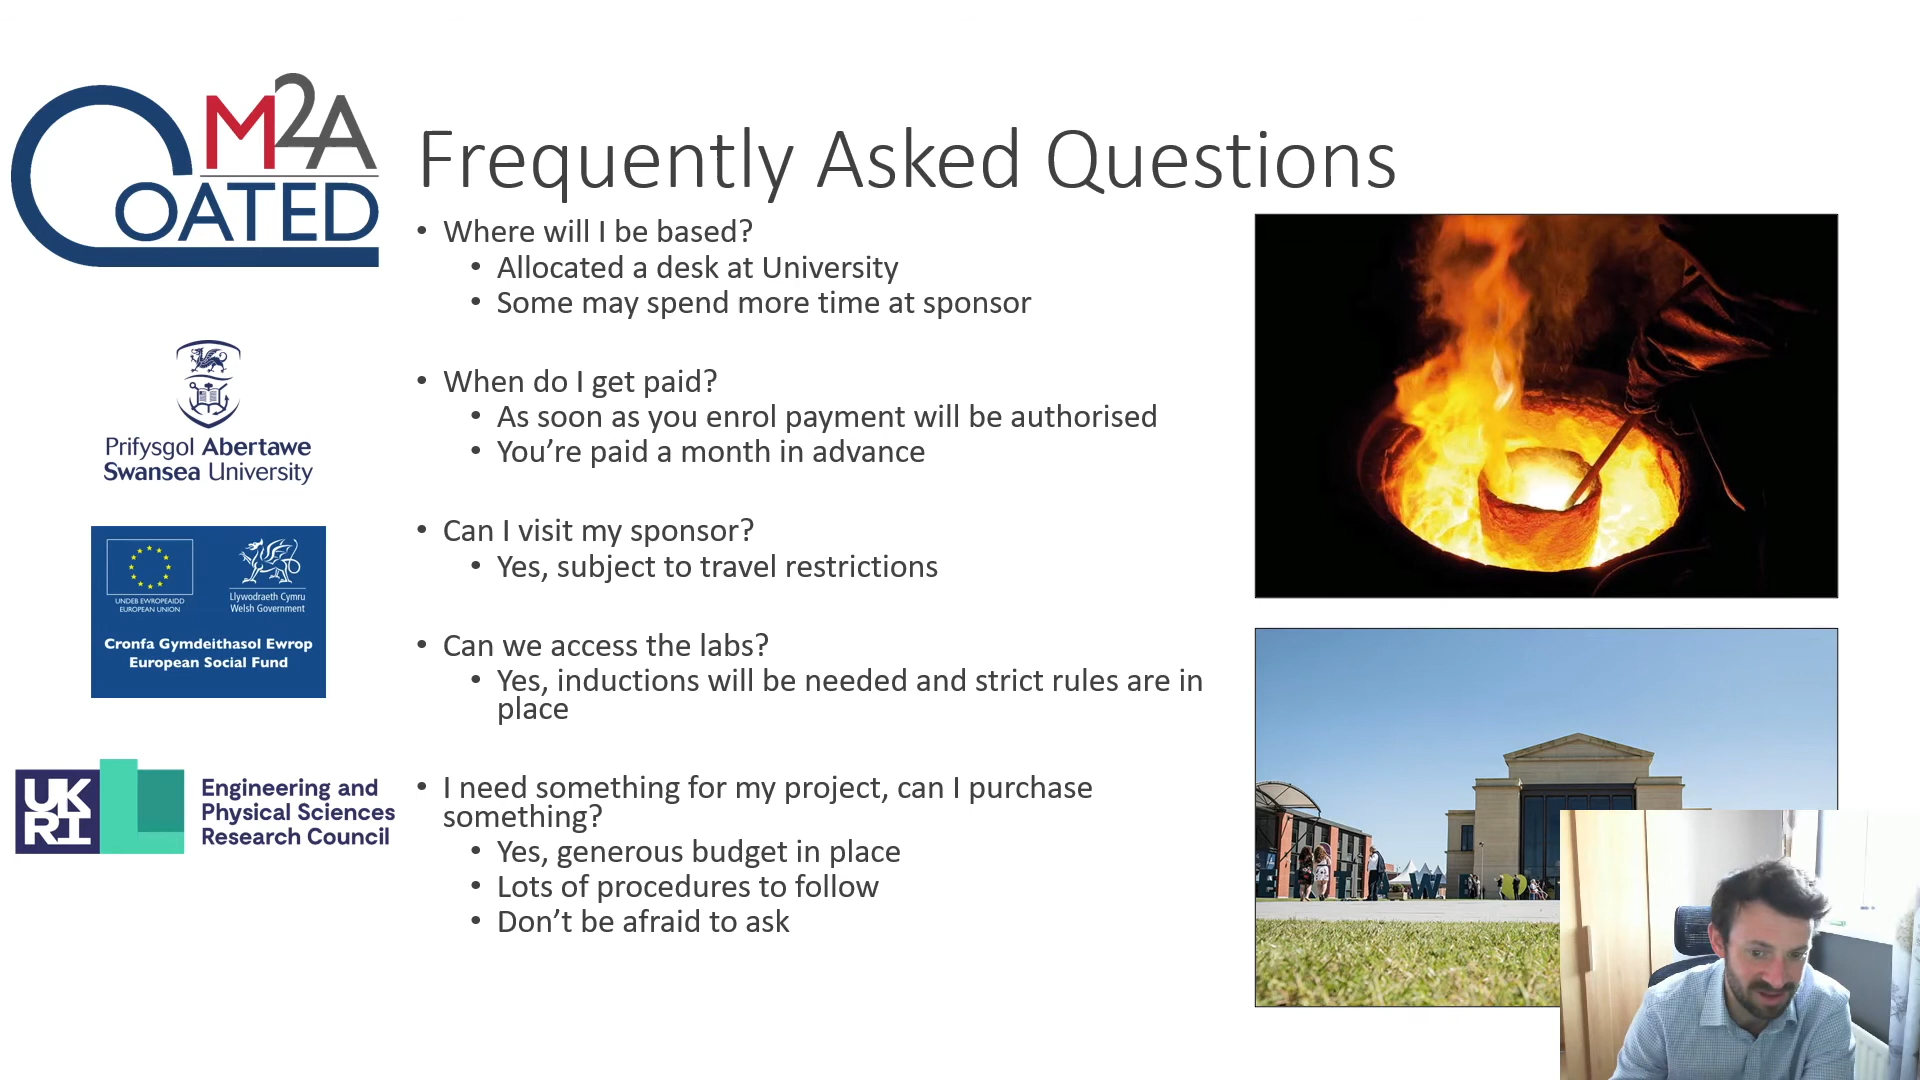 M2A
COATED
Prifysgol Abertawe
Swansea University
UNDEB EWROPEAIDD
EUROPEAN UNION
Llywodraeth Cymru
Welsh Government
Cronfa Gymdeithasol Ewrop
European Social Fund
UK
RI
Engineering and
Physical Sciences
Research Council
Frequently Asked Questions
• Where will I be based?
• Allocated a desk at University
• Some may spend more time at sponsor
• When do I get paid?
• As soon as you enrol payment will be authorised
• You’re paid a month in advance
• Can I visit my sponsor?
• Yes, subject to travel restrictions
• Can we access the labs?
• Yes, inductions will be needed and strict rules are in
place
• I need something for my project, can I purchase
something?
• Yes, generous budget in place
• Lots of procedures to follow
• Don’t be afraid to ask